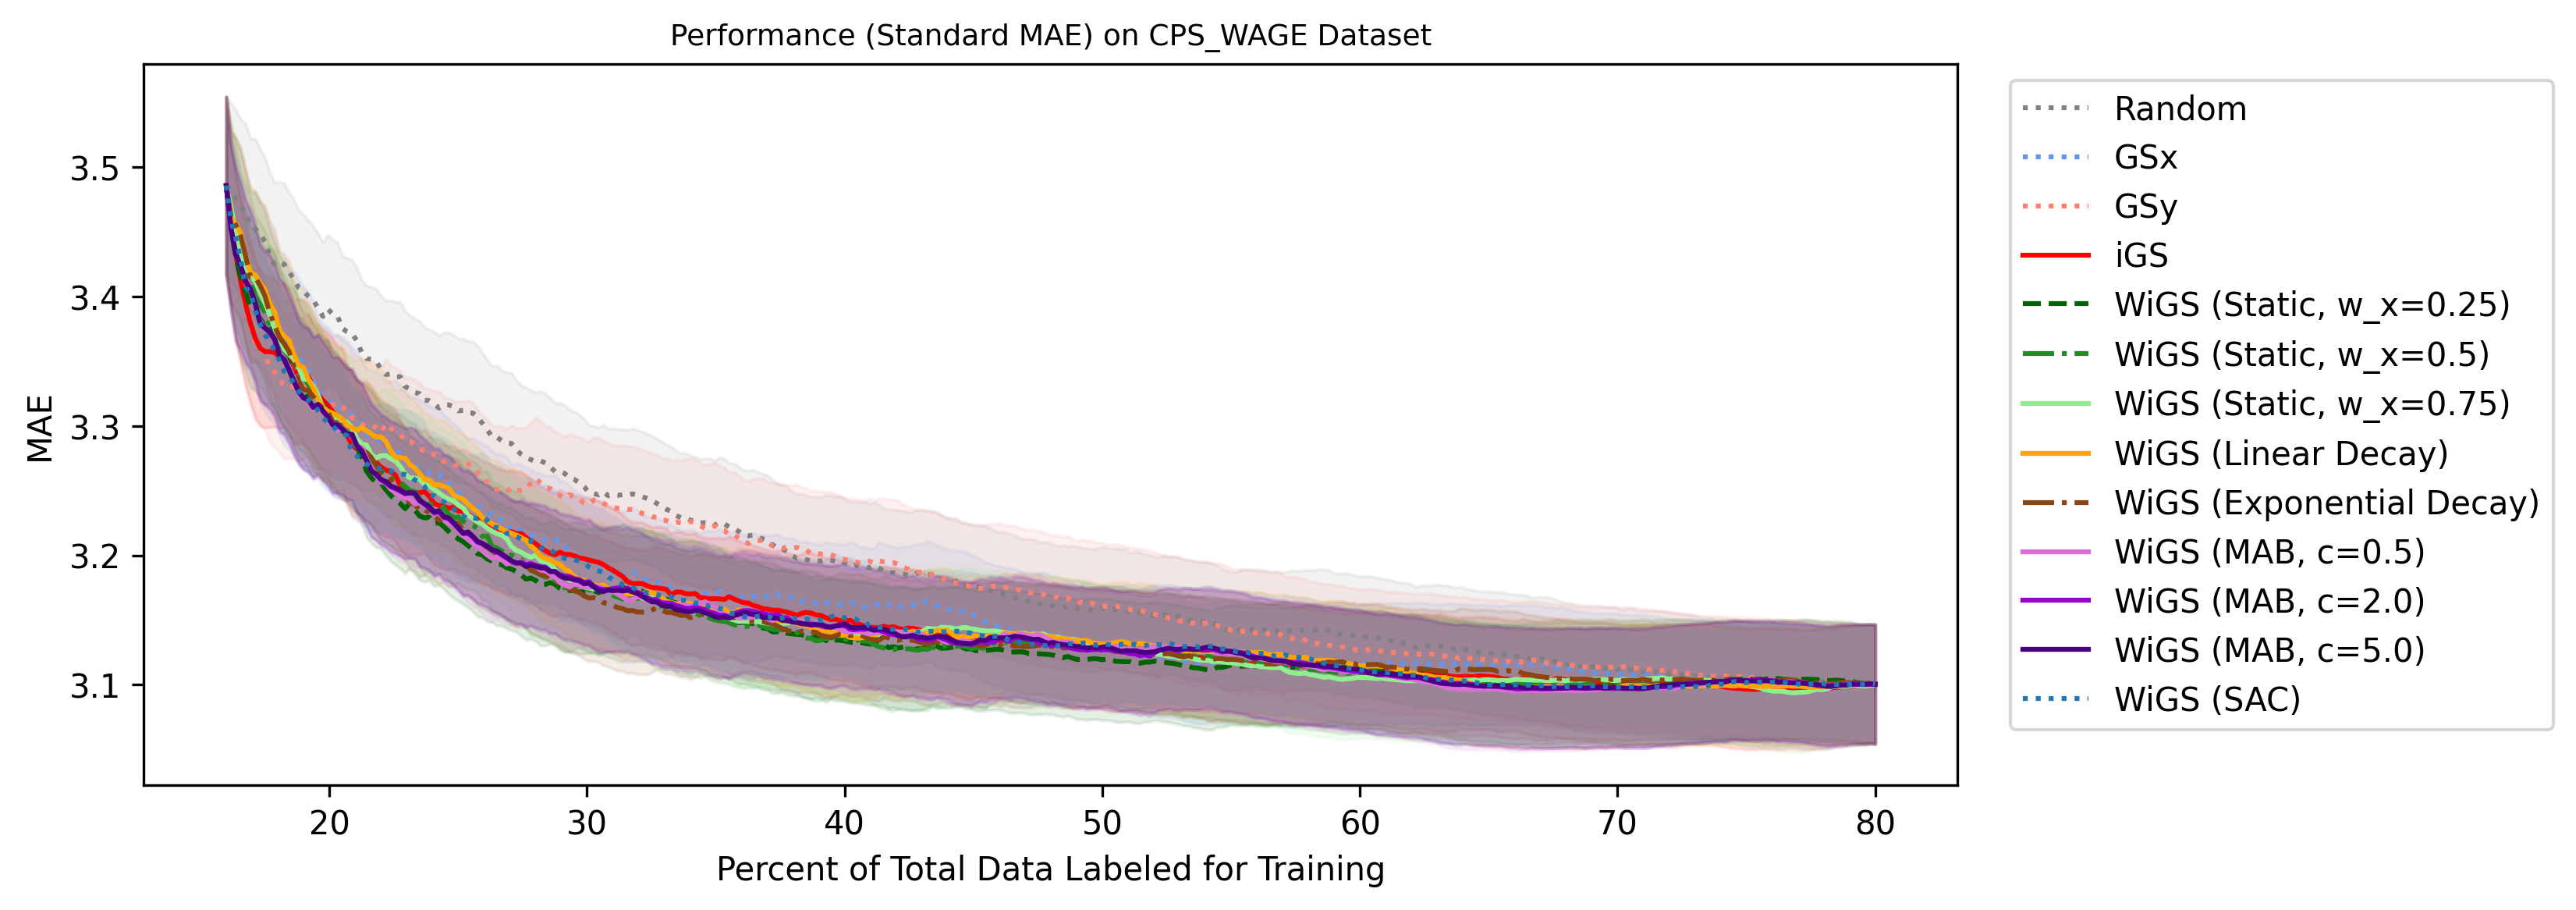 Performance (Standard MAE) on CPS_WAGE Dataset
MAE
3.5
3.4
3.3
3.2
3.1
20 30 40 50 60 70 80
Percent of Total Data Labeled for Training
Random
GSx
GSy
iGS
WiGS (Static, w_x=0.25)
WiGS (Static, w_x=0.5)
WiGS (Static, w_x=0.75)
WiGS (Linear Decay)
WiGS (Exponential Decay)
WiGS (MAB, c=0.5)
WiGS (MAB, c=2.0)
WiGS (MAB, c=5.0)
WiGS (SAC)